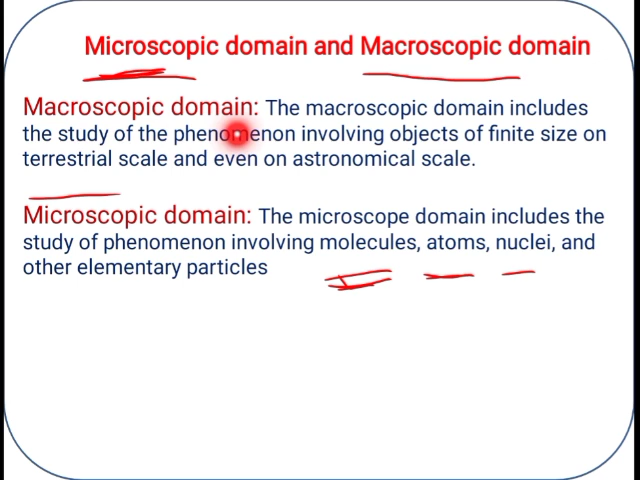 Microscopic domain and Macroscopic domain
Macroscopic domain: The macroscopic domain includes
the study of the phenomenon involving objects of finite size on
terrestrial scale and even on astronomical scale.
Microscopic domain: The microscope domain includes the
study of phenomenon involving molecules, atoms, nuclei, and
other elementary particles